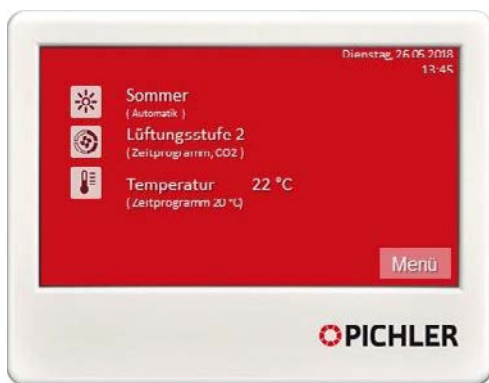 Dienstag, 26.05.2018
13:45
Sommer
( Automatik )
Lüftungsstufe 2
( Zeitprogramm, CO2 )
Temperatur 22 °C
( Zeitprogramm 20 °C)
Menü
PICHLER